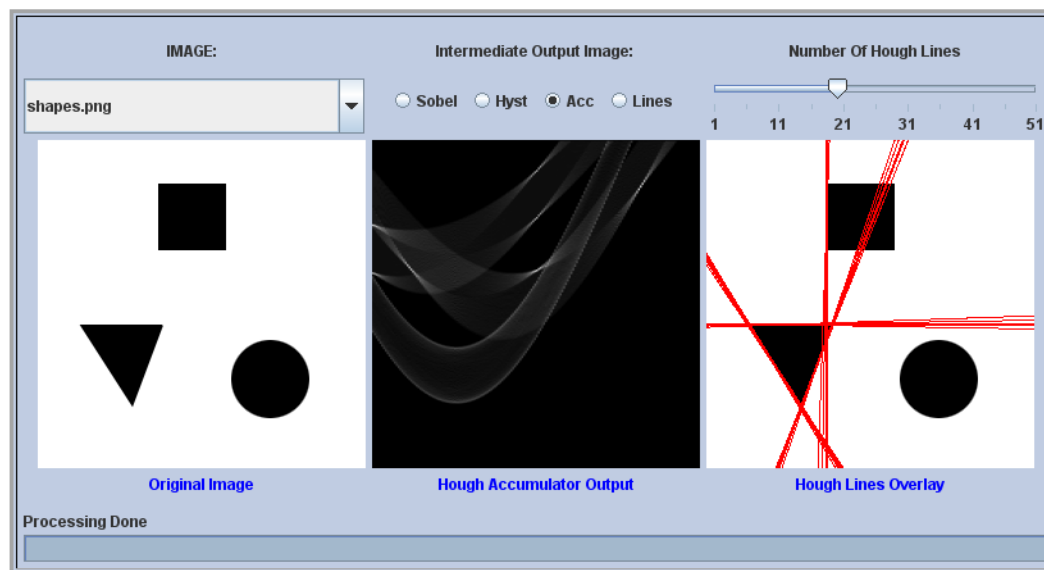 IMAGE:
Intermediate Output Image:
Number Of Hough Lines
shapes.png
Sobel Hyst Acc Lines
1 11 21 31 41 51
Original Image
Hough Accumulator Output
Hough Lines Overlay
Processing Done